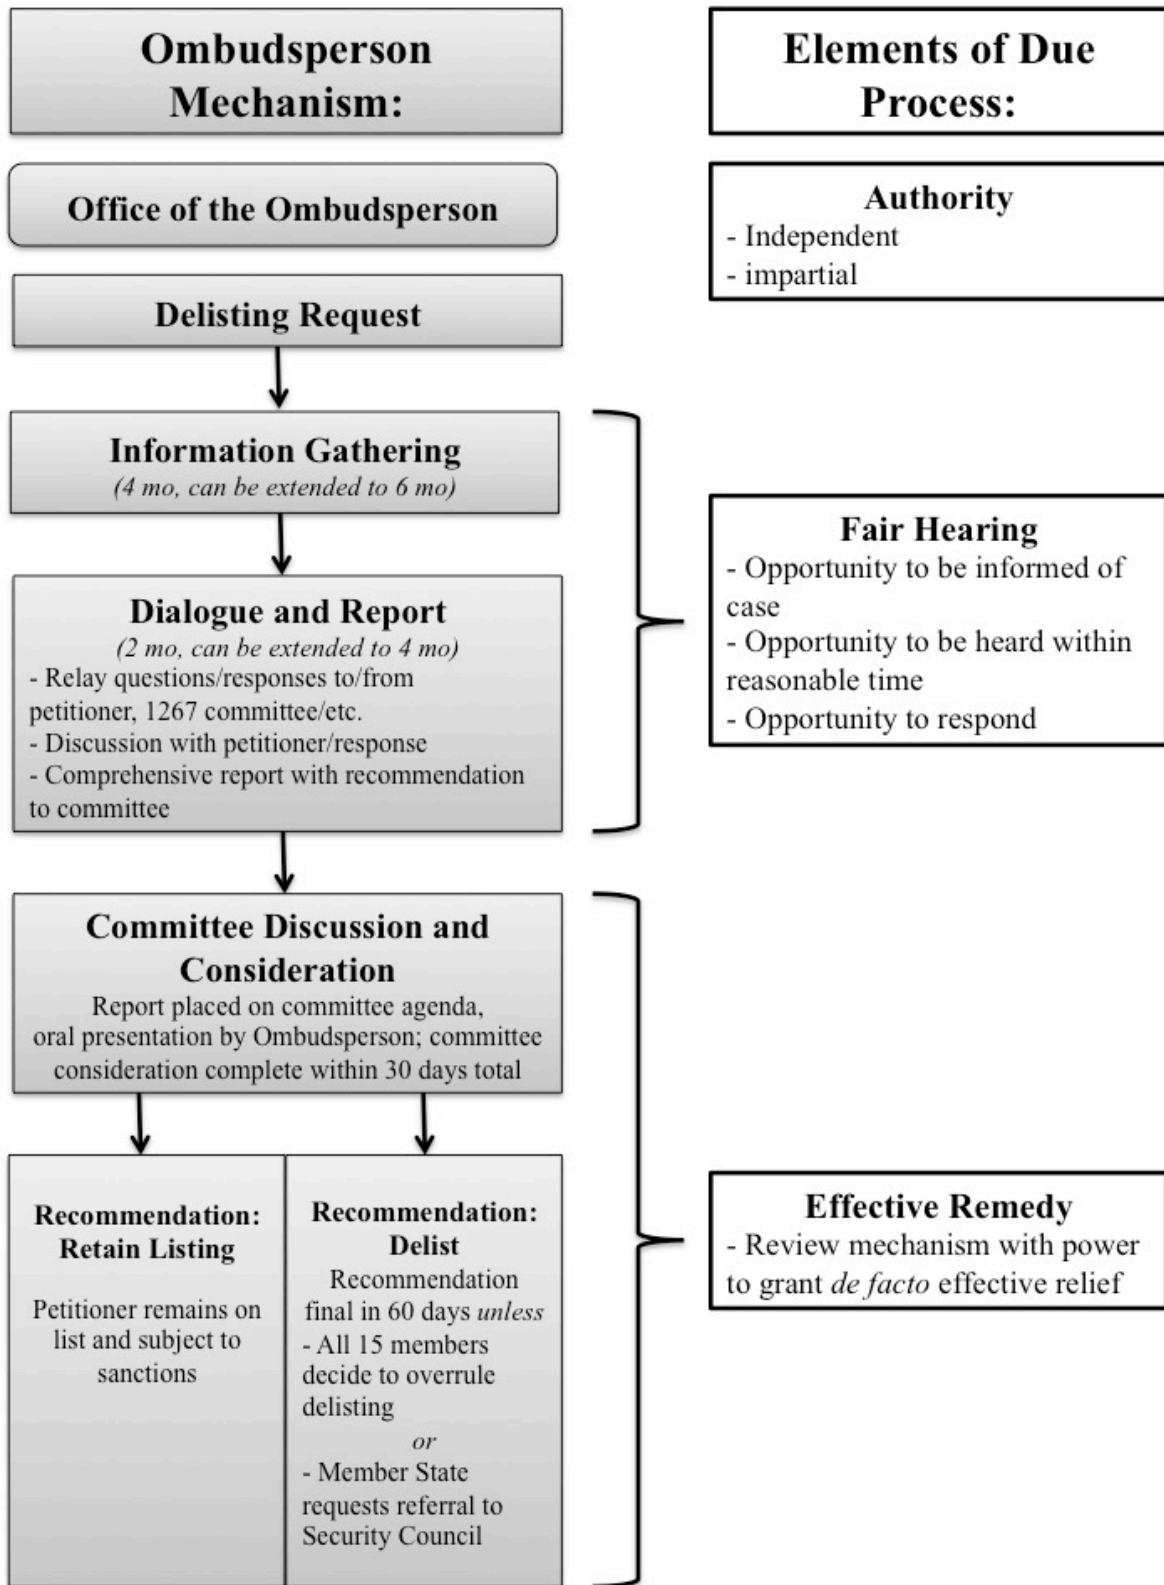 Ombudsperson
Mechanism:
Office of the Ombudsperson
Delisting Request
Information Gathering
(4 mo, can be extended to 6 mo)
Dialogue and Report
(2 mo, can be extended to 4 mo)
- Relay questions/responses to/from
petitioner, 1267 committee/etc.
- Discussion with petitioner/response
- Comprehensive report with recommendation
to committee
Committee Discussion and
Consideration
Report placed on committee agenda,
oral presentation by Ombudsperson; committee
consideration complete within 30 days total
Recommendation:
Retain Listing
Petitioner remains on
list and subject to
sanctions
Recommendation:
Delist
Recommendation
final in 60 days unless
- All 15 members
decide to overrule
delisting
or
- Member State
requests referral to
Security Council
Elements of Due
Process:
Authority
- Independent
- impartial
Fair Hearing
- Opportunity to be informed of
case
- Opportunity to be heard within
reasonable time
- Opportunity to respond
Effective Remedy
- Review mechanism with power
to grant de facto effective relief